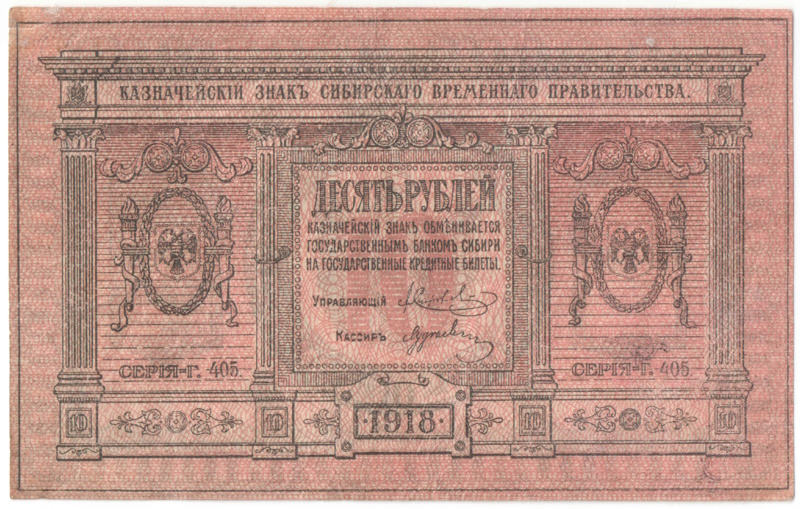 КАЗНАЧЕЙСКІЙ ЗНАКЪ СИБИРСКАГО ВРЕМЕННАГО ПРАВИТЕЛЬСТВА.
ДЕСЯТЬ РУБЛЕЙ
КАЗНАЧЕЙСКІЙ ЗНАКЪ ОБМѢНИВАЕТСЯ
ГОСУДАРСТВЕННЫМЪ БАНКОМЪ СИБИРИ
НА ГОСУДАРСТВЕННЫЕ КРЕДИТНЫЕ БИЛЕТЫ.
УПРАВЛЯЮЩІЙ
КАССИРЪ
СЕРІЯ-Г. 405.
СЕРІЯ-Г. 405.
10 10 ·1918· 10 10